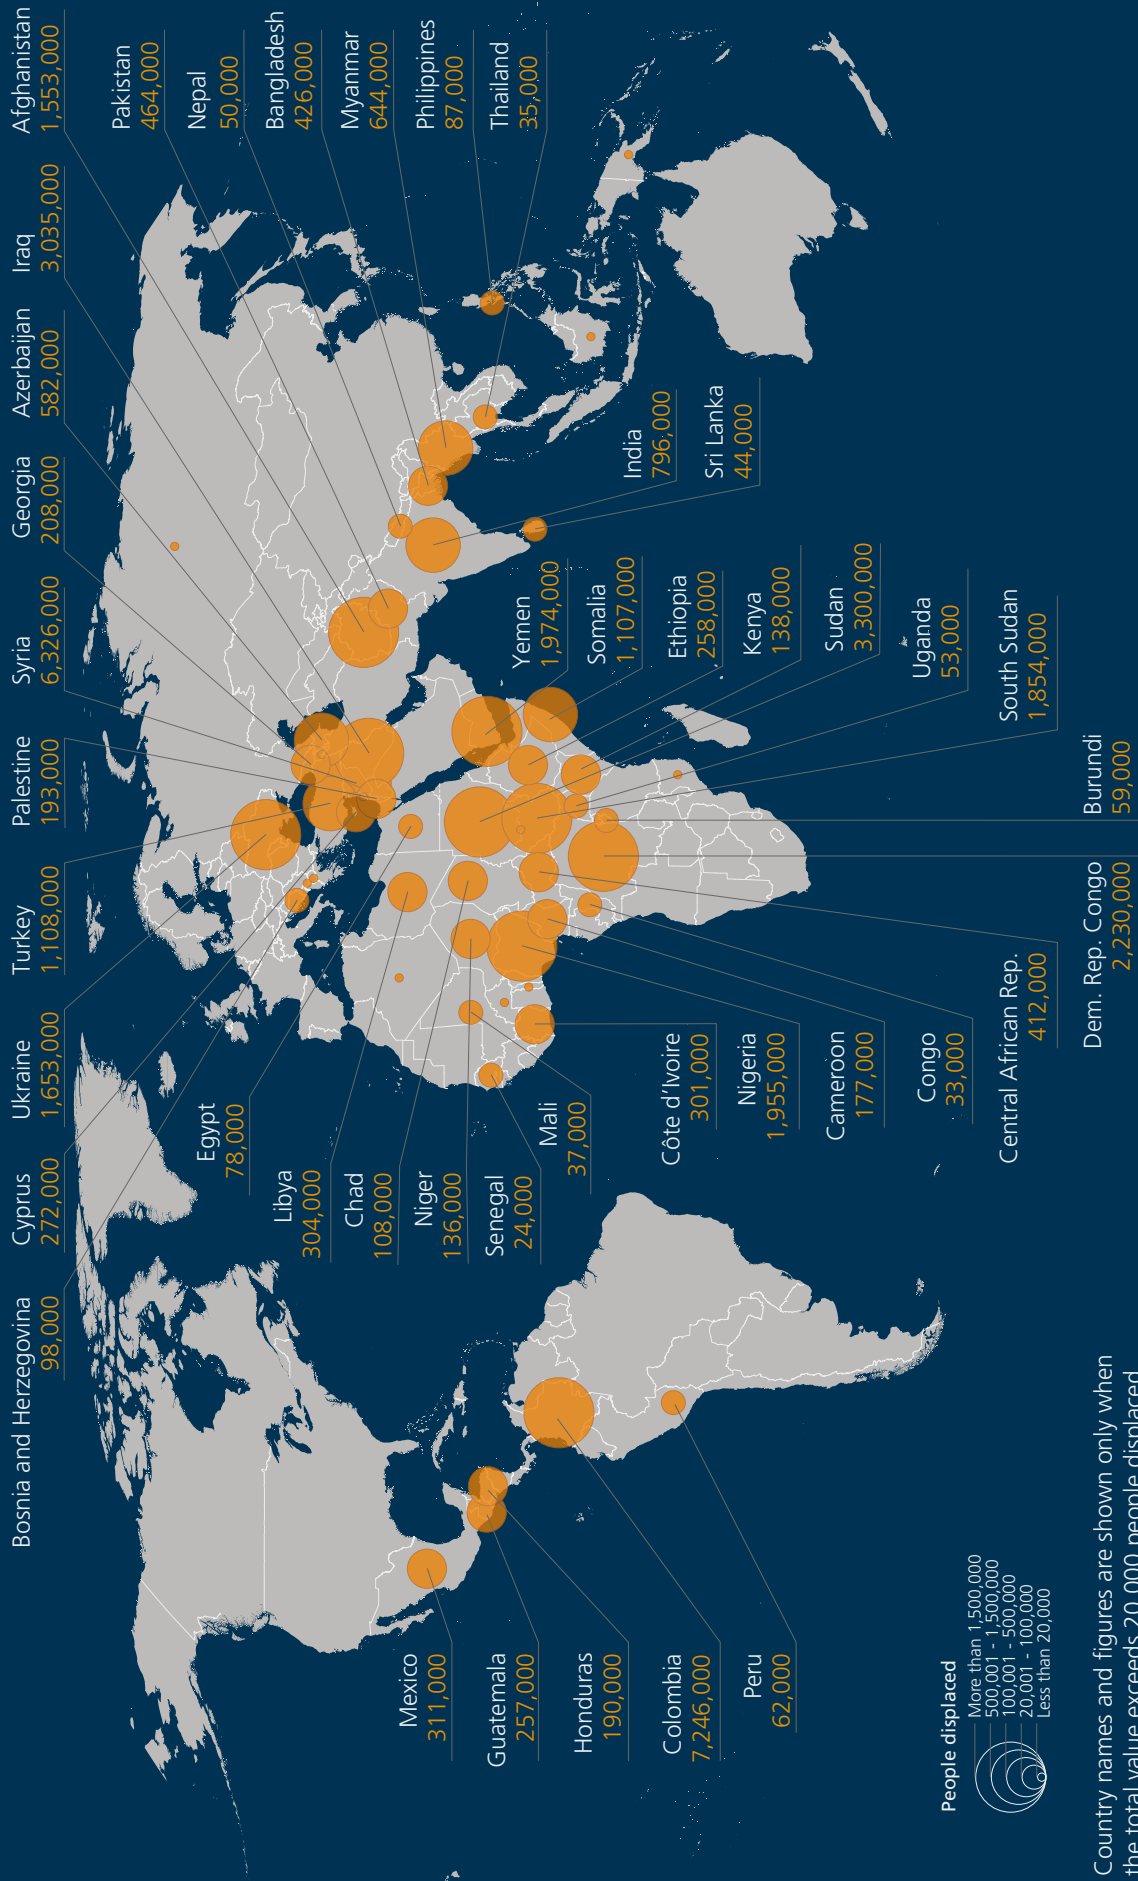 Bosnia and Herzegovina
98,000
Cyprus
272,000
Ukraine
1,653,000
Turkey
1,108,000
Palestine
193,000
Syria
6,326,000
Georgia
208,000
Azerbaijan
582,000
Iraq
3,035,000
Afghanistan
1,553,000
Pakistan
464,000
Nepal
50,000
Bangladesh
426,000
Myanmar
644,000
Philippines
87,000
Thailand
35,000
India
796,000
Sri Lanka
44,000
Egypt
78,000
Libya
304,000
Chad
108,000
Niger
136,000
Senegal
24,000
Mali
37,000
Côte d'Ivoire
301,000
Nigeria
1,955,000
Cameroon
177,000
Congo
33,000
Central African Rep.
412,000
Dem. Rep. Congo
2,230,000
Burundi
59,000
Yemen
1,974,000
Somalia
1,107,000
Ethiopia
258,000
Kenya
138,000
Sudan
3,300,000
Uganda
53,000
South Sudan
1,854,000
Mexico
311,000
Guatemala
257,000
Honduras
190,000
Colombia
7,246,000
Peru
62,000
People displaced
More than 1,500,000
500,001 - 1,500,000
100,001 - 500,000
20,001 - 100,000
Less than 20,000
Country names and figures are shown only when
the total value exceeds 20,000 people displaced